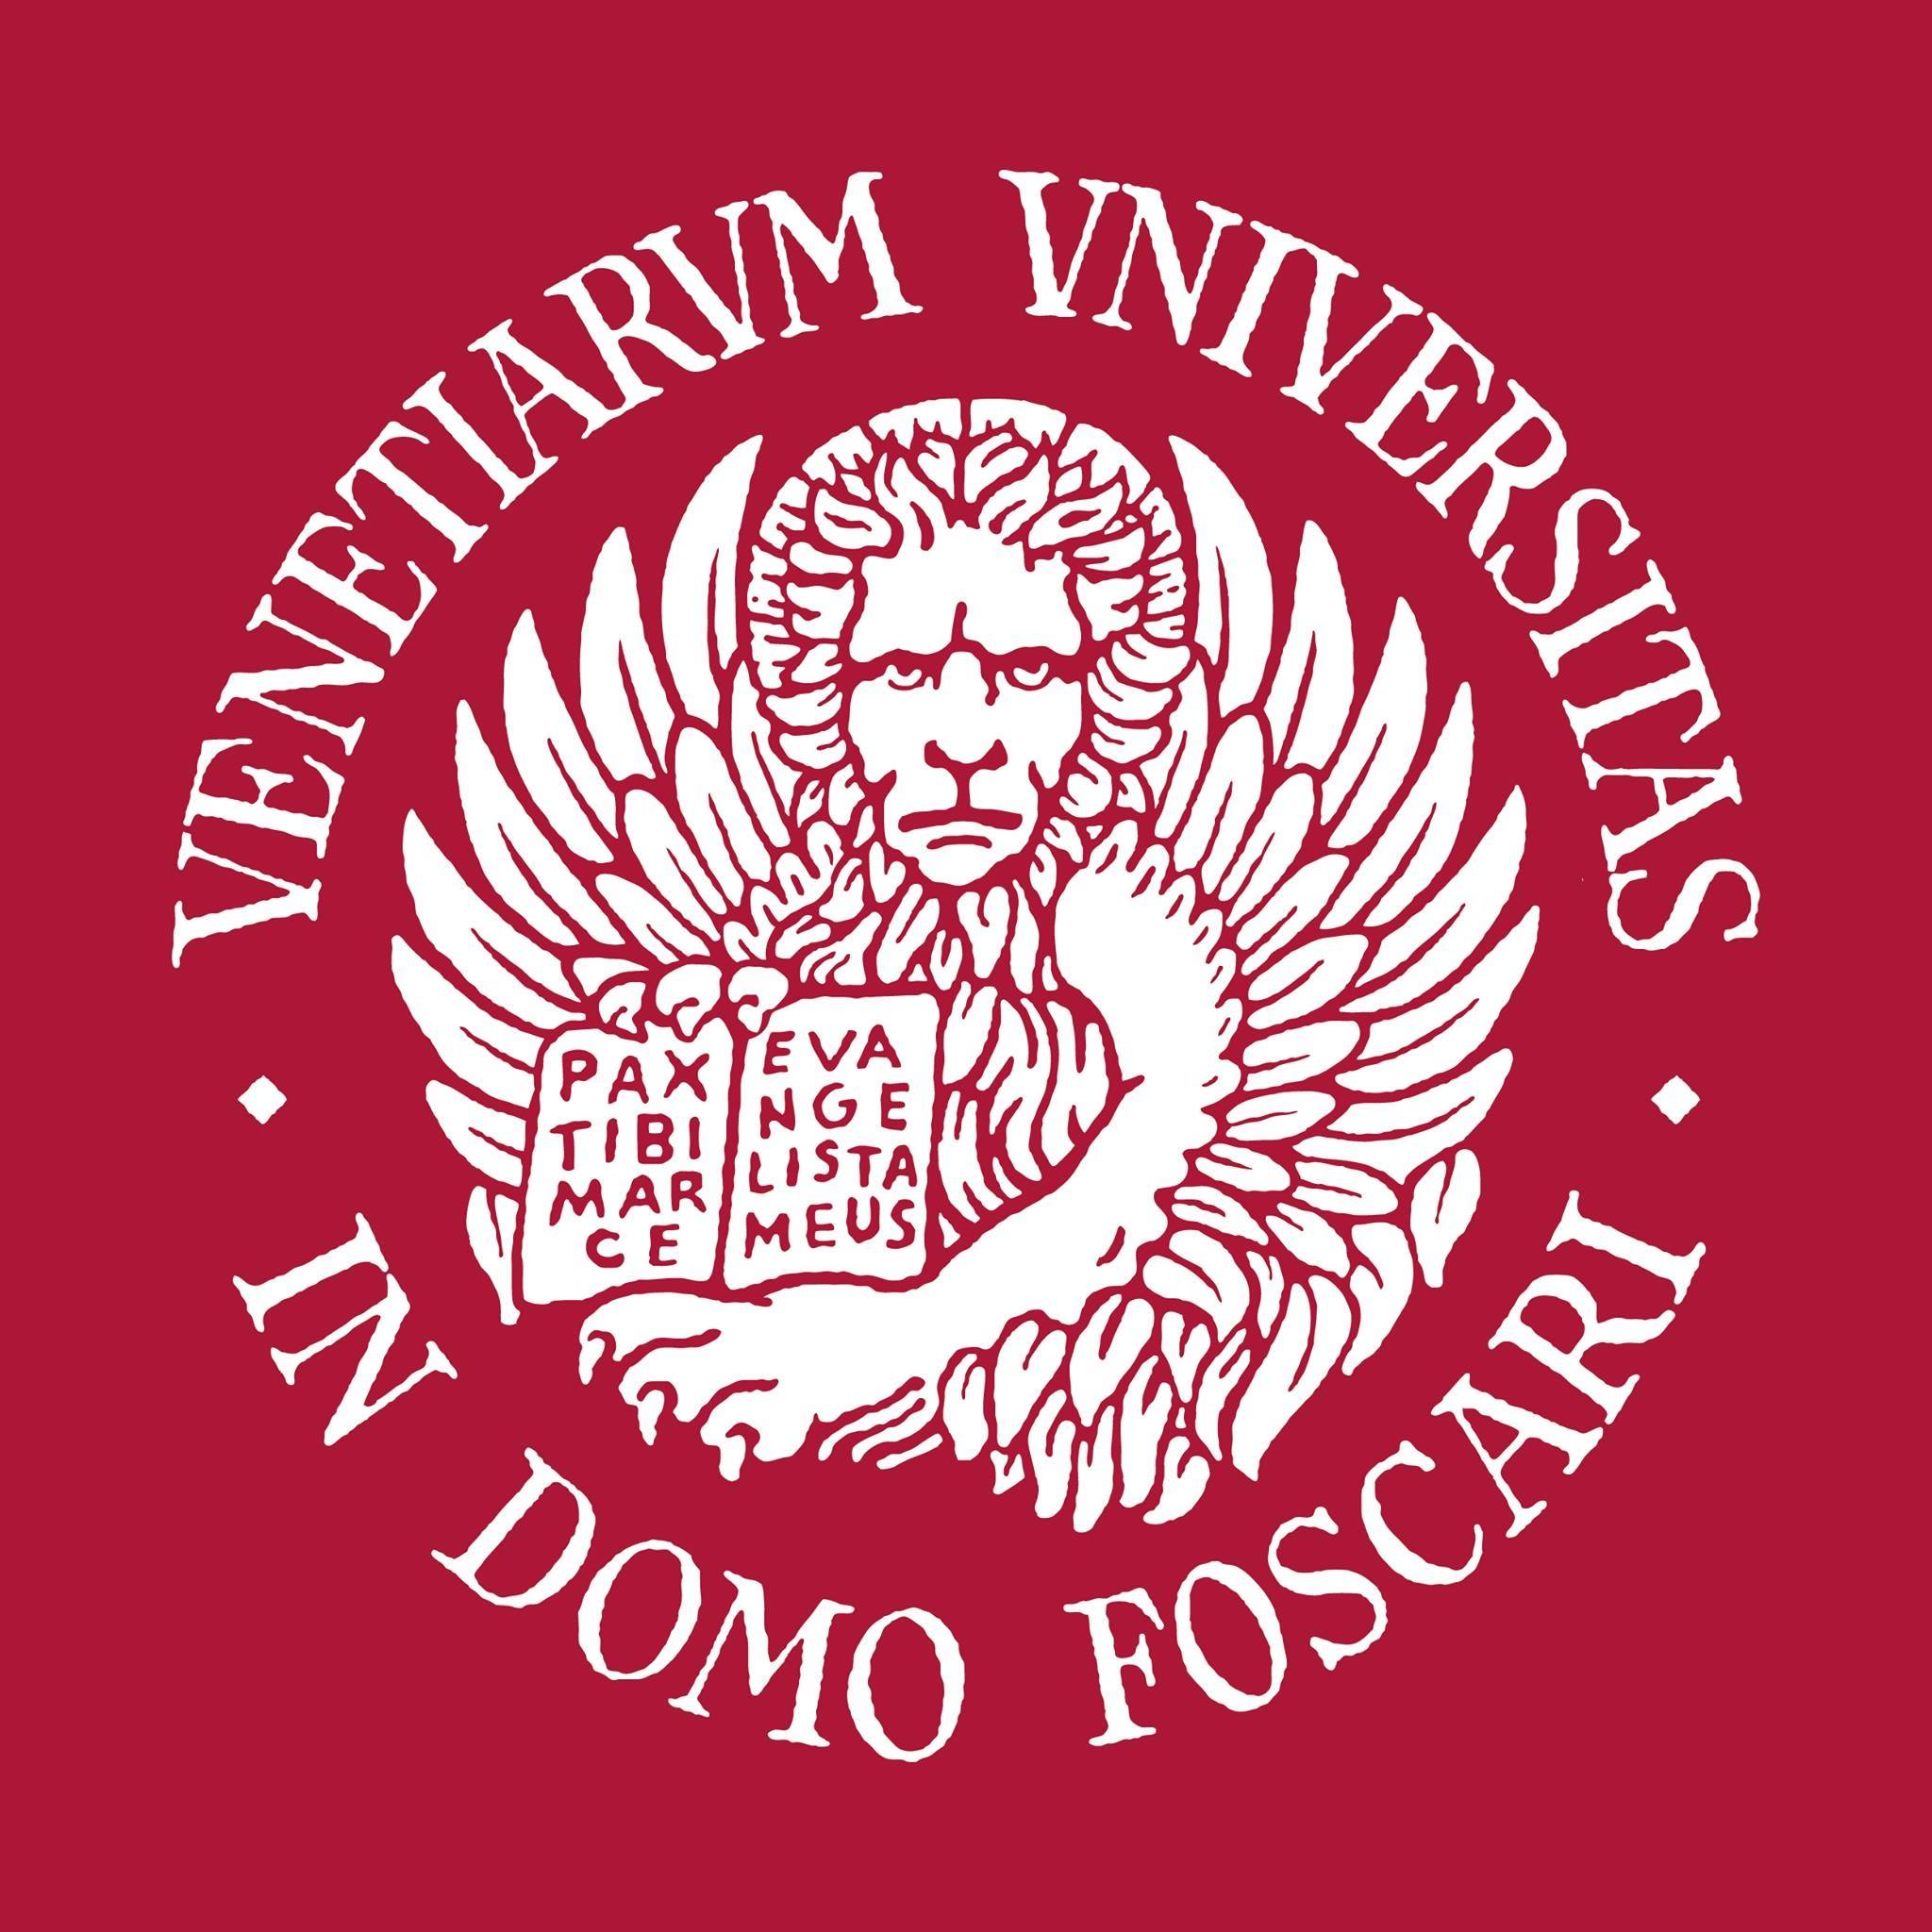 VENETIARVM VNIVERSITAS
PAX
TIBI
MAR
CE
EVA
NGE
LISTA
MEUS
IN DOMO FOSCARI